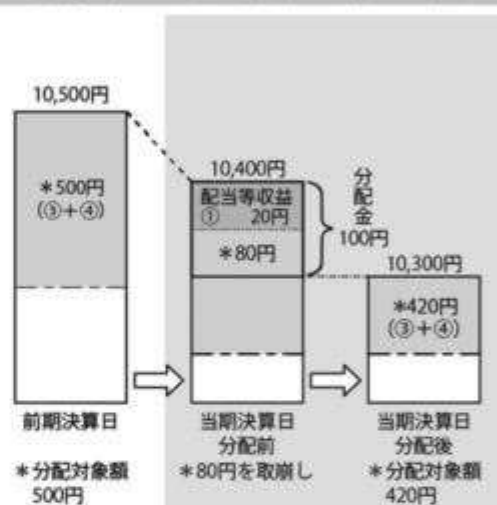 10,500円
＊500円
(③＋④)
前期決算日
＊分配対象額
500円
10,400円
配当等収益
① 20円
＊80円
分配金
100円
当期決算日
分配前
＊80円を取崩し
10,300円
＊420円
(③＋④)
当期決算日
分配後
＊分配対象額
420円